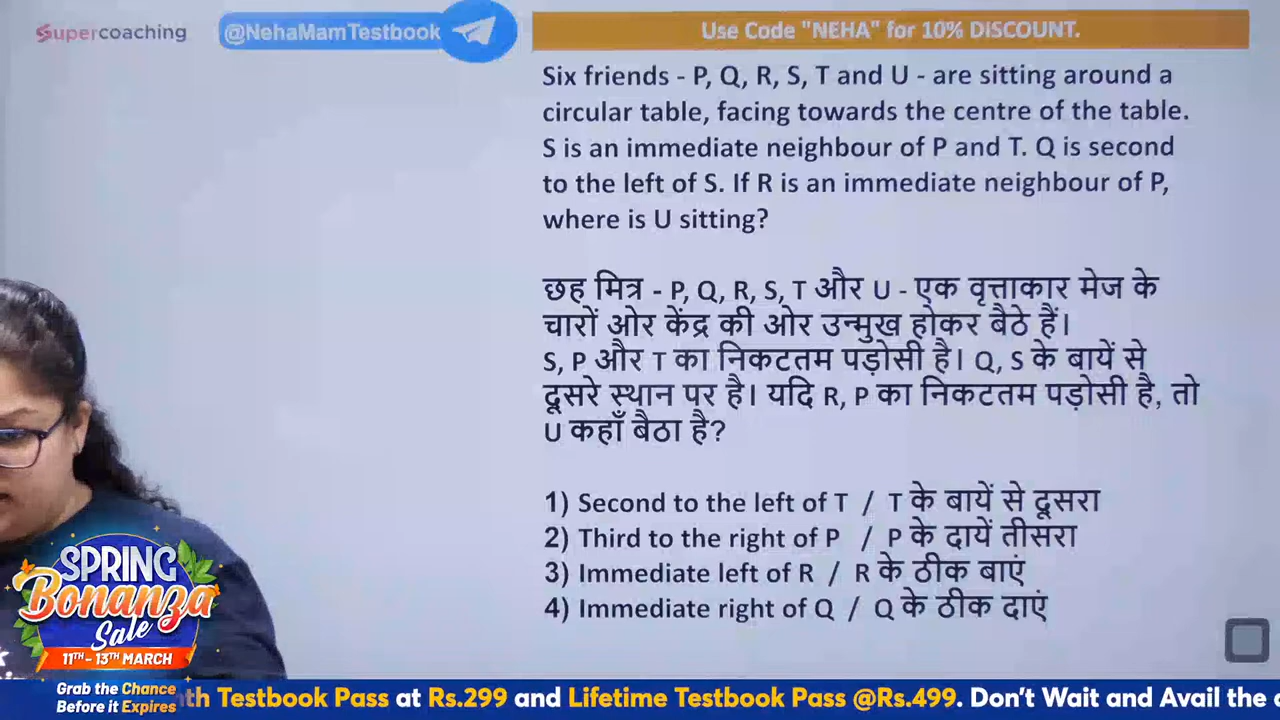 Supercoaching
@NehaMamTestbook
Use Code "NEHA" for 10% DISCOUNT.
Six friends - P, Q, R, S, T and U - are sitting around a
circular table, facing towards the centre of the table.
S is an immediate neighbour of P and T. Q is second
to the left of S. If R is an immediate neighbour of P,
where is U sitting?
छह मित्र - P, Q, R, S, T और U - एक वृत्ताकार मेज के
चारों ओर केंद्र की ओर उन्मुख होकर बैठे हैं।
S, P और T का निकटतम पड़ोसी है। Q, S के बायें से
दूसरे स्थान पर है। यदि R, P का निकटतम पड़ोसी है, तो
U कहाँ बैठा है?
1) Second to the left of T / T के बायें से दूसरा
2) Third to the right of P / P के दायें तीसरा
3) Immediate left of R / R के ठीक बाएं
4) Immediate right of Q / Q के ठीक दाएं
SPRING
Bonanza
Sale
11TH - 13TH MARCH
Grab the Chance
Before it Expires
th Testbook Pass at Rs.299 and Lifetime Testbook Pass @Rs.499. Don't Wait and Avail the